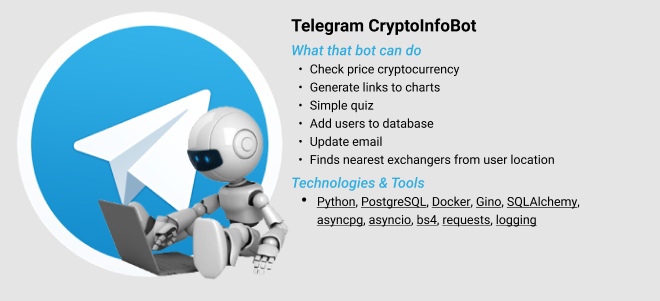 Telegram CryptoInfoBot
What that bot can do
• Check price cryptocurrency
• Generate links to charts
• Simple quiz
• Add users to database
• Update email
• Finds nearest exchangers from user location
Technologies & Tools
• Python, PostgreSQL, Docker, Gino, SQLAlchemy,
asyncpg, asyncio, bs4, requests, logging